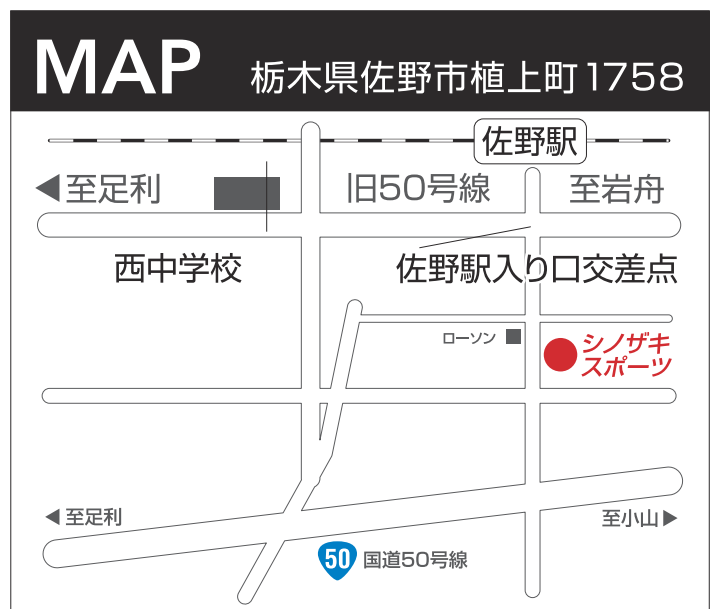 MAP 栃木県佐野市植上町1758
佐野駅
至足利
旧50号線
至岩舟
西中学校
佐野駅入り口交差点
ローソン
シノザキ
スポーツ
至足利
至小山
50 国道50号線